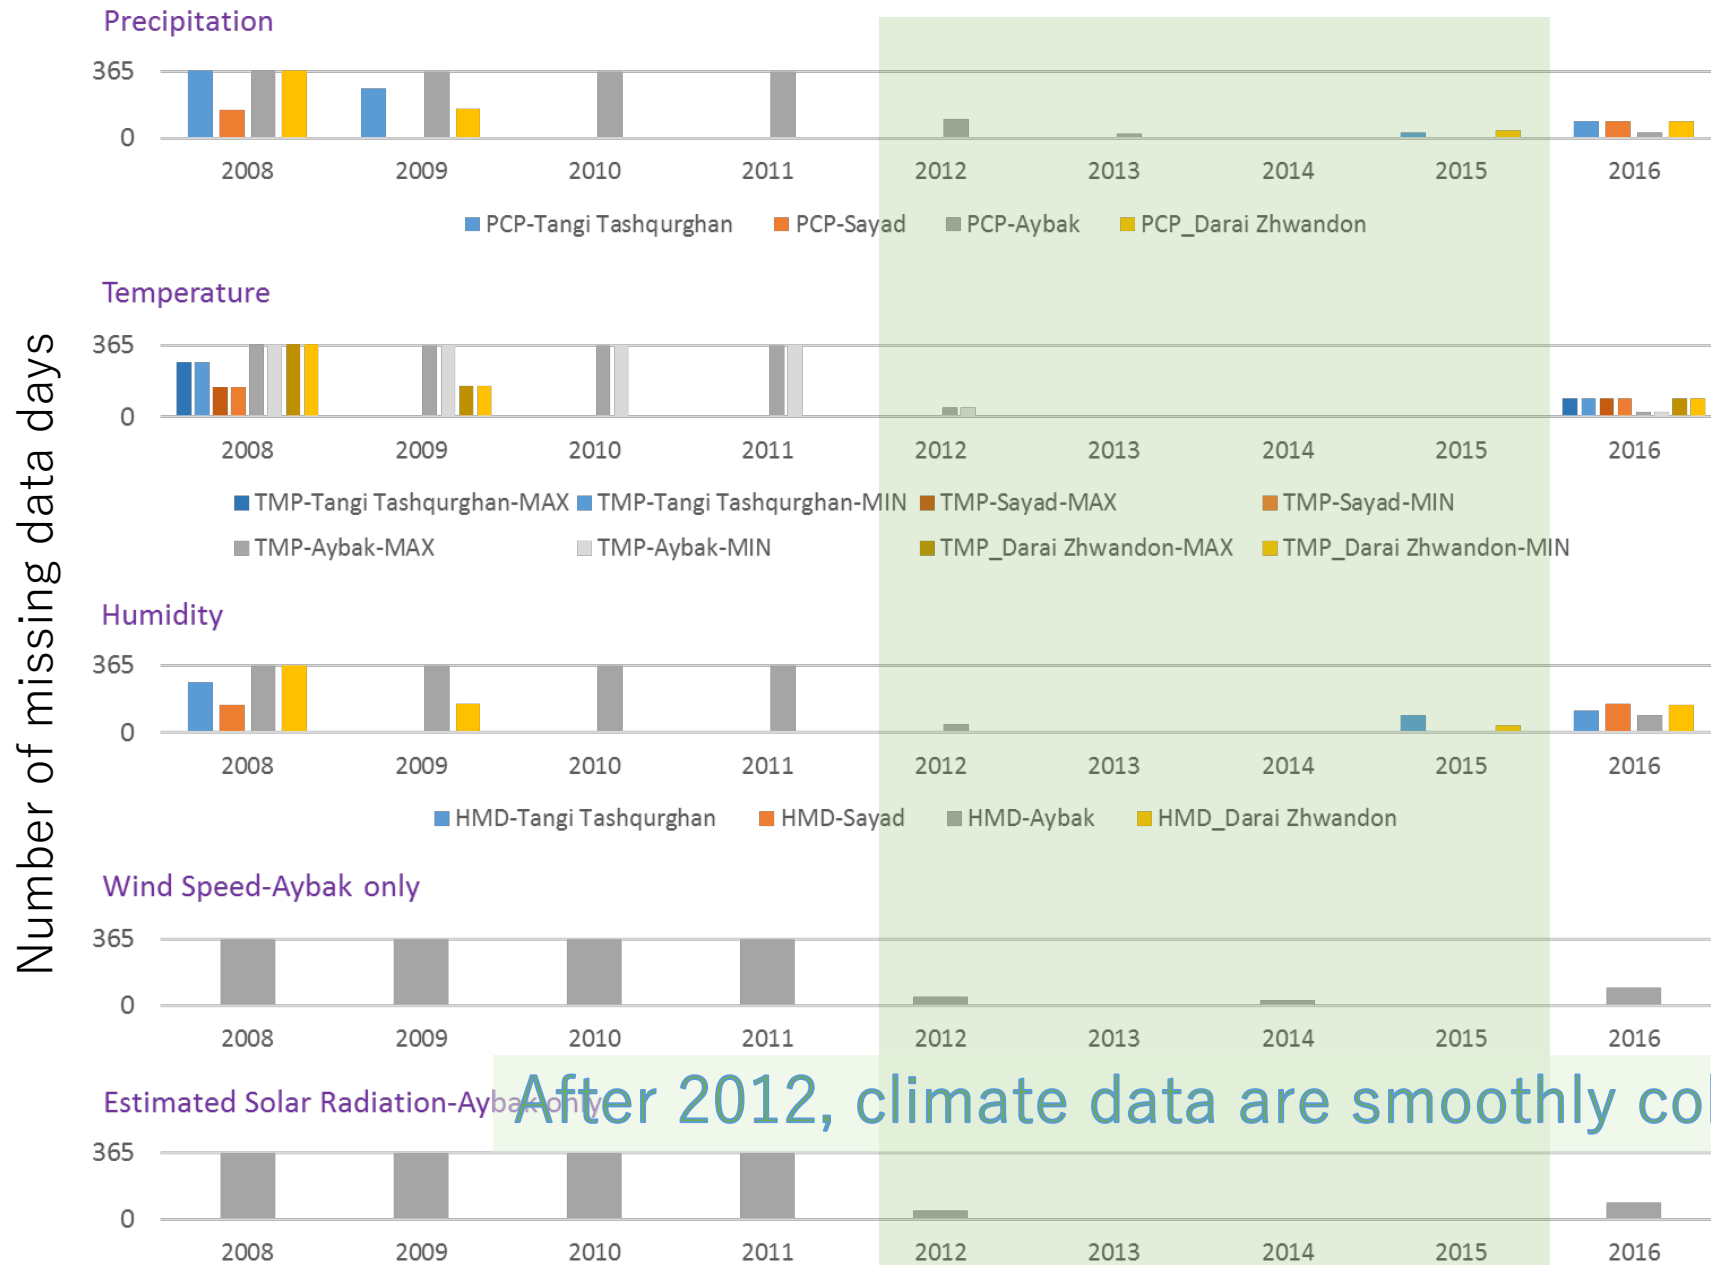 Precipitation
365
0
2008 2009 2010 2011 2012 2013 2014 2015 2016
PCP-Tangi Tashqurghan PCP-Sayad PCP-Aybak PCP_Darai Zhwandon
Number of missing data days
Temperature
365
0
2008 2009 2010 2011 2012 2013 2014 2015 2016
TMP-Tangi Tashqurghan-MAX TMP-Tangi Tashqurghan-MIN TMP-Sayad-MAX TMP-Sayad-MIN
TMP-Aybak-MAX TMP-Aybak-MIN TMP_Darai Zhwandon-MAX TMP_Darai Zhwandon-MIN
Humidity
365
0
2008 2009 2010 2011 2012 2013 2014 2015 2016
HMD-Tangi Tashqurghan HMD-Sayad HMD-Aybak HMD_Darai Zhwandon
Wind Speed-Aybak only
365
0
2008 2009 2010 2011 2012 2013 2014 2015 2016
Estimated Solar Radiation-Aybak only
After 2012, climate data are smoothly
365
0
2008 2009 2010 2011 2012 2013 2014 2015 2016